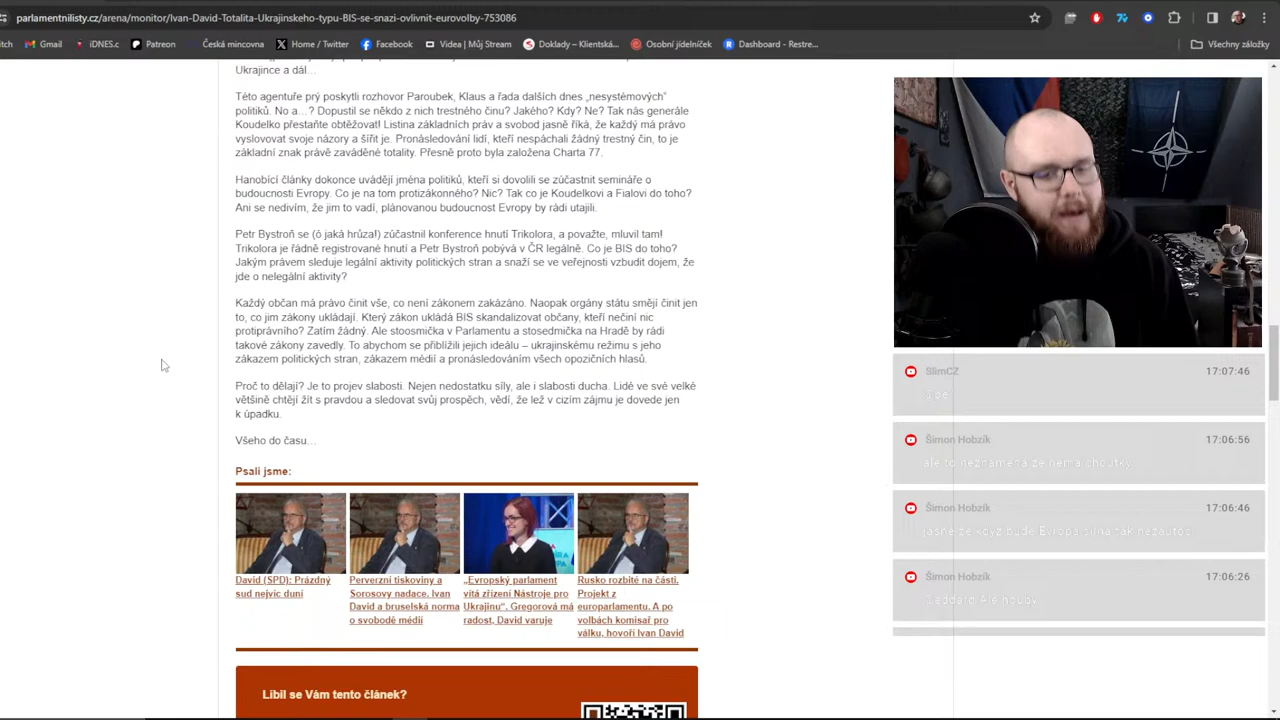 parlamentnilisty.cz/arena/monitor/Ivan-David-Totalita-Ukrajinskeho-typu-BIS-se-snazi-ovlivnit-eurovolby-753086
Gmail
iDNES.c
Patreon
Česká mincovna
Home / Twitter
Facebook
Videa | Můj Stream
Doklady – Klientská...
Osobní jídelníček
Dashboard - Restre...
Všechny záložky
Ukrajince a dál…
Této agentuře prý poskytli rozhovor Paroubek, Klaus a řada dalších dnes „nesystémových"
politiků. No a…? Dopustil se někdo z nich trestného činu? Jakého? Kdy? Ne? Tak nás generále
Koudelko přestaňte obtěžovat! Listina základních práv a svobod jasně říká, že každý má právo
vyslovovat svoje názory a šířit je. Pronásledování lidí, kteří nespáchali žádný trestný čin, to je
základní znak právě zaváděné totality. Přesně proto byla založena Charta 77.
Hanobící články dokonce uvádějí jména politiků, kteří si dovolili se zúčastnit semináře o
budoucnosti Evropy. Co je na tom protizákonného? Nic? Tak co je Koudelkovi a Fialovi do toho?
Ani se nedivím, že jim to vadí, plánovanou budoucnost Evropy by rádi utajili.
Petr Bystroň se (ó jaká hrůza!) zúčastnil konference hnutí Trikolora, a považte, mluvil tam!
Trikolora je řádně registrované hnutí a Petr Bystroň pobývá v ČR legálně. Co je BIS do toho?
Jakým právem sleduje legální aktivity politických stran a snaží se ve veřejnosti vzbudit dojem, že
jde o nelegální aktivity?
Každý občan má právo činit vše, co není zákonem zakázáno. Naopak orgány státu smějí činit jen
to, co jim zákony ukládají. Který zákon ukládá BIS skandalizovat občany, kteří nečiní nic
protiprávního? Zatím žádný. Ale stoosmička v Parlamentu a stosedmička na Hradě by rádi
takové zákony zavedly. To abychom se přiblížili jejich ideálu – ukrajinskému režimu s jeho
zákazem politických stran, zákazem médií a pronásledováním všech opozičních hlasů.
Proč to dělají? Je to projev slabosti. Nejen nedostatku síly, ale i slabosti ducha. Lidé ve své velké
většině chtějí žít s pravdou a sledovat svůj prospěch, vědí, že lež v cizím zájmu je dovede jen
k úpadku.
Všeho do času…
Psali jsme:
David (SPD): Prázdný
sud nejvíc duní
Perverzní tiskoviny a
Sorosovy nadace. Ivan
David a bruselská norma
o svobodě médií
„Evropský parlament
vítá zřízení Nástroje pro
Ukrajinu". Gregorová má
radost, David varuje
Rusko rozbité na části.
Projekt z
europarlamentu. A po
volbách komisař pro
válku, hovoří Ivan David
Líbil se Vám tento článek?
SlimCZ 17:07:46
Šimon Hobzík 17:06:56
ale to neznamena ze nema choutky
Šimon Hobzík 17:06:46
jasne ze když bude Evropa silna tak nezautoc
Šimon Hobzík 17:06:26